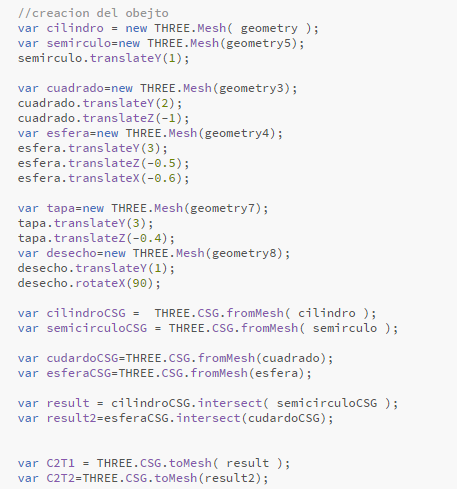 //creacion del obejto
var cilindro = new THREE.Mesh( geometry );
var semirculo=new THREE.Mesh(geometry5);
semirculo.translateY(1);
var cuadrado=new THREE.Mesh(geometry3);
cuadrado.translateY(2);
cuadrado.translateZ(-1);
var esfera=new THREE.Mesh(geometry4);
esfera.translateY(3);
esfera.translateZ(-0.5);
esfera.translateX(-0.6);
var tapa=new THREE.Mesh(geometry7);
tapa.translateY(3);
tapa.translateZ(-0.4);
var desecho=new THREE.Mesh(geometry8);
desecho.translateY(1);
desecho.rotateX(90);
var cilindroCSG =  THREE.CSG.fromMesh( cilindro );
var semicirculoCSG = THREE.CSG.fromMesh( semirculo );
var cudardoCSG=THREE.CSG.fromMesh(cuadrado);
var esferaCSG=THREE.CSG.fromMesh(esfera);
var result = cilindroCSG.intersect( semicirculoCSG );
var result2=esferaCSG.intersect(cudardoCSG);
var C2T1 = THREE.CSG.toMesh( result );
var C2T2=THREE.CSG.toMesh(result2);